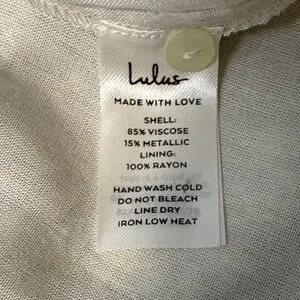 Lulus
MADE WITH LOVE
SHELL:
85% VISCOSE
15% METALLIC
LINING:
100% RAYON
HAND WASH COLD
DO NOT BLEACH
LINE DRY
IRON LOW HEAT